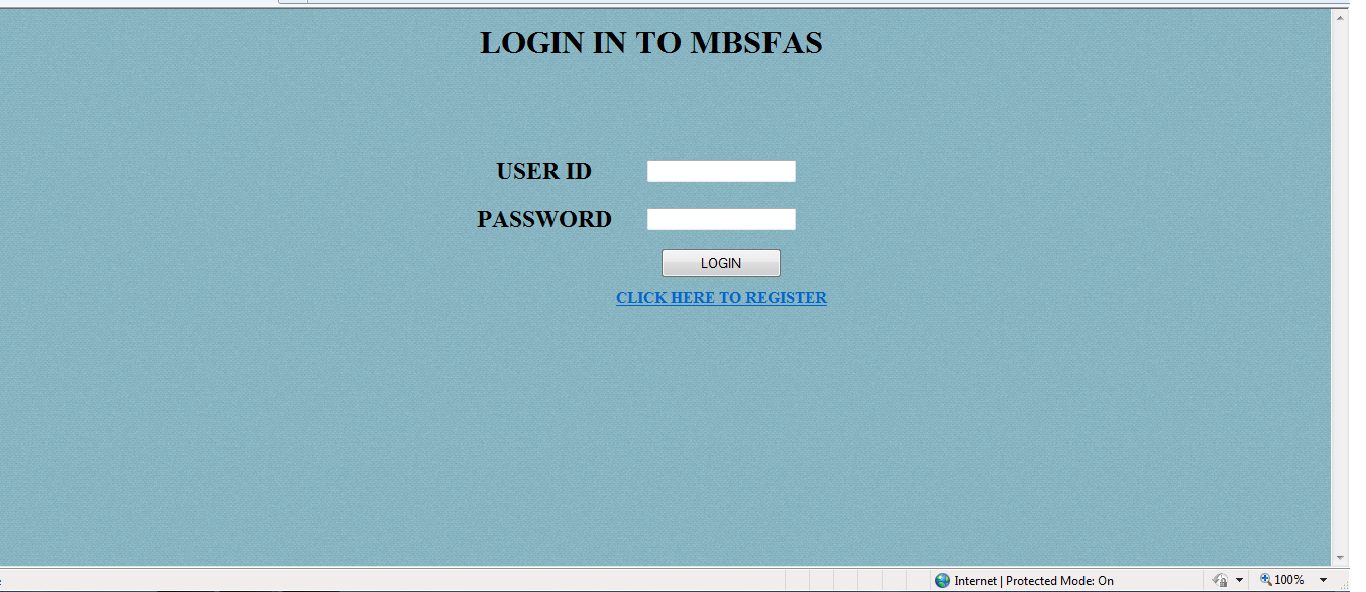 LOGIN IN TO MBSFAS
USER ID
PASSWORD
LOGIN
CLICK HERE TO REGISTER
Internet | Protected Mode: On
100%